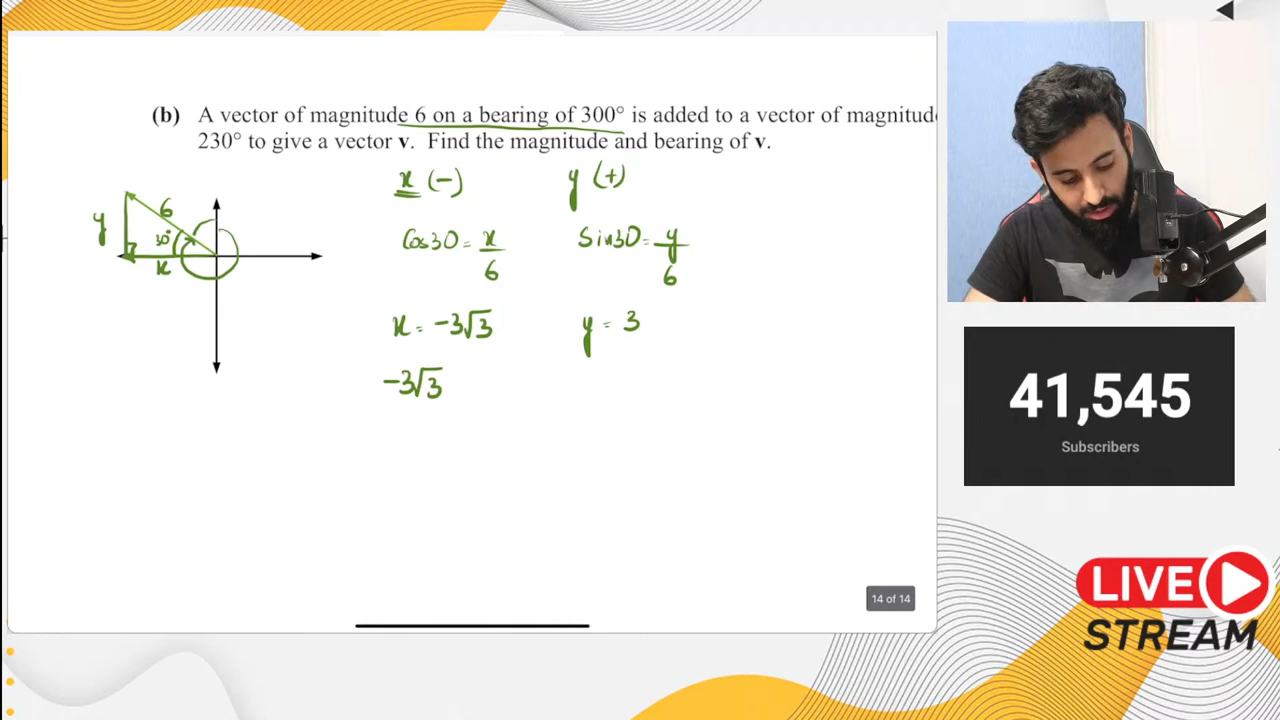 (b) A vector of magnitude 6 on a bearing of 300° is added to a vector of magnitud
230° to give a vector v. Find the magnitude and bearing of v.
x (-) y (+)
6
y 30°
x
Cos30 = x/6 Sin30 = y/6
x = -3√3 y = 3
-3√3
14 of 14
41,545
Subscribers
LIVE
STREAM